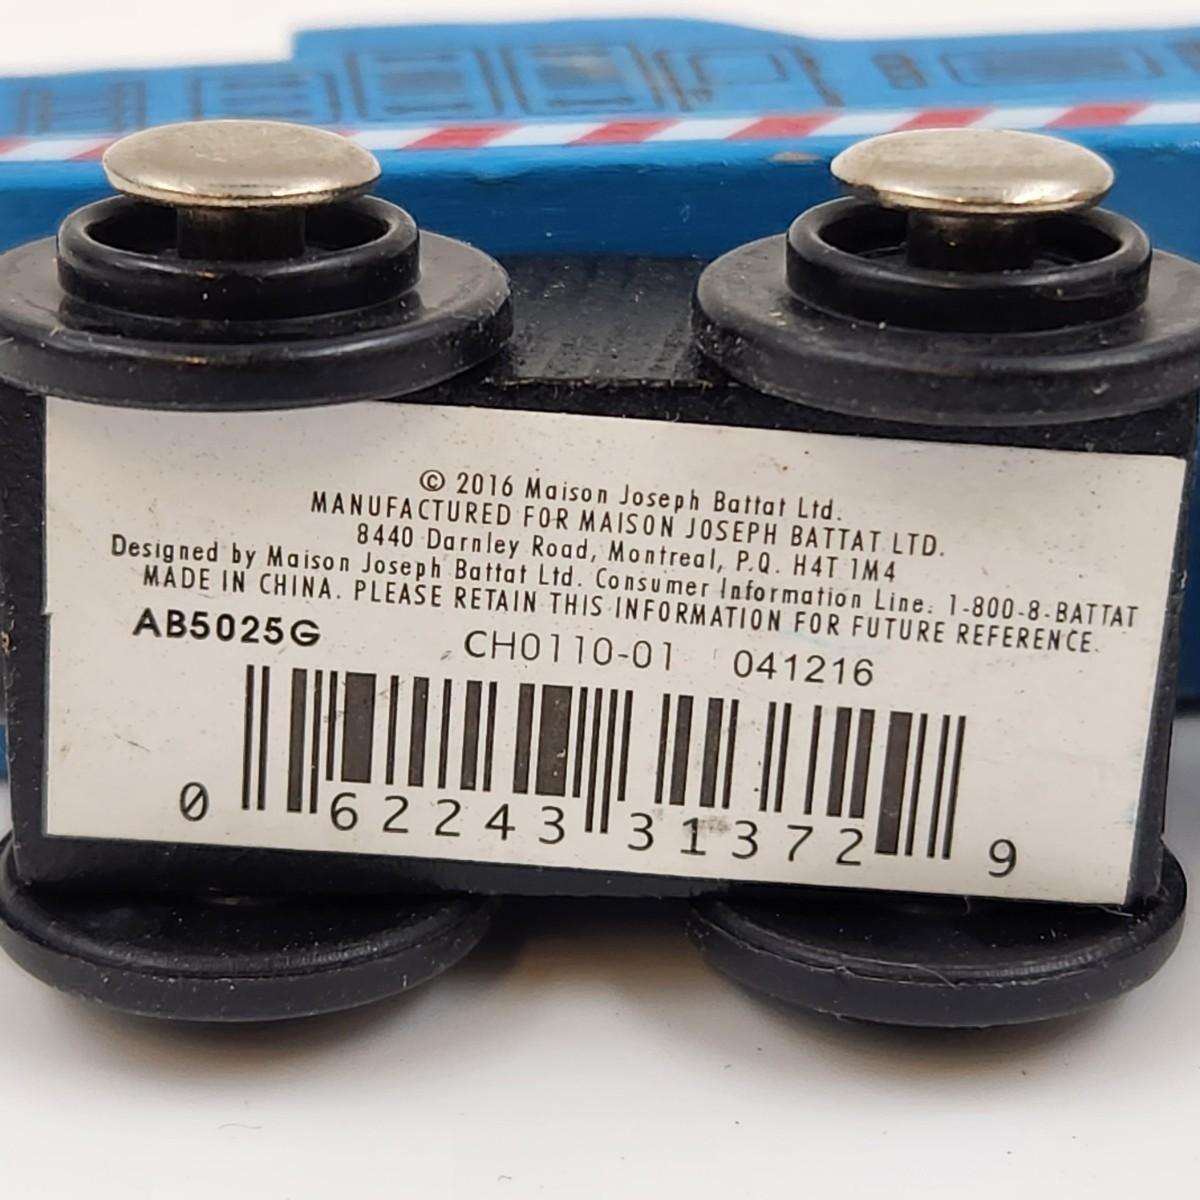 © 2016 Maison Joseph Battat Ltd.
MANUFACTURED FOR MAISON JOSEPH BATTAT LTD.
8440 Darnley Road, Montreal, P.Q. H4T 1M4
Designed by Maison Joseph Battat Ltd. Consumer Information Line: 1-800-8-BATTAT
MADE IN CHINA. PLEASE RETAIN THIS INFORMATION FOR FUTURE REFERENCE.
AB5025G CH0110-01 041216
0 62243 31372 9